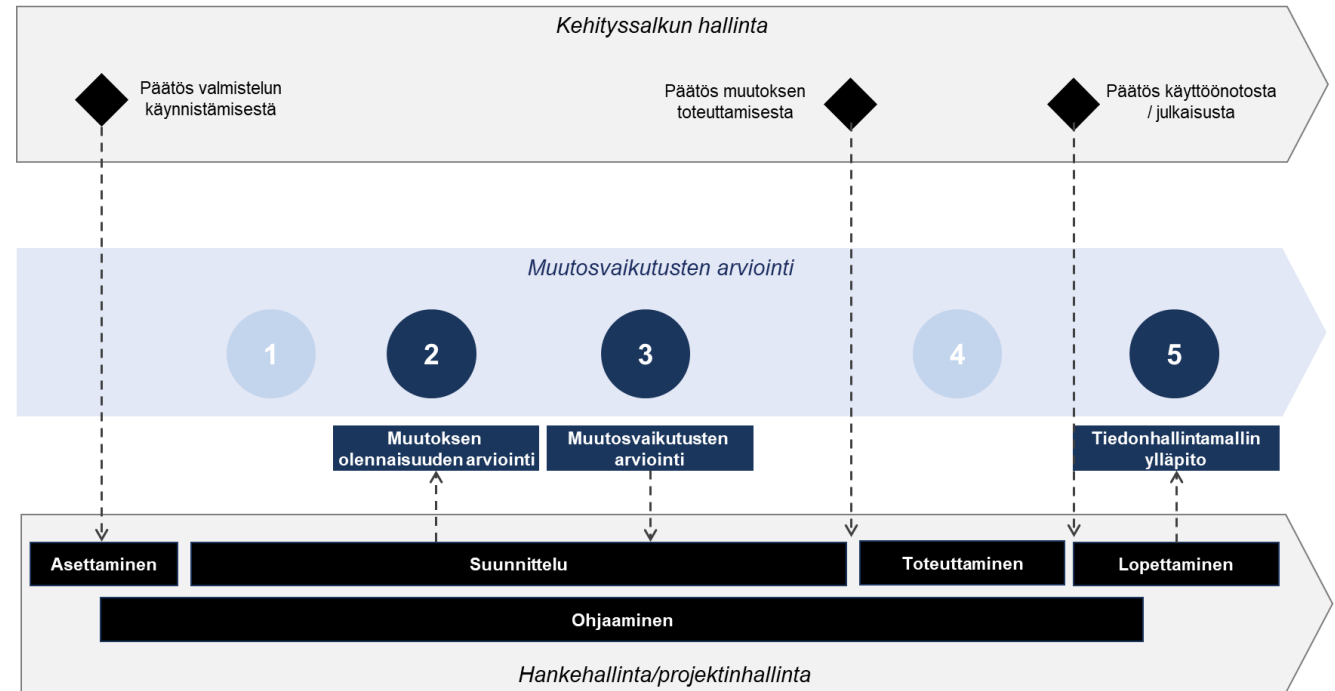 Kehityssalkun hallinta
Päätös valmistelun
käynnistämisestä
Päätös muutoksen
toteuttamisesta
Päätös käyttöönotosta
/ julkaisusta
Muutosvaikutusten arviointi
1
2
3
4
5
Muutoksen
olennaisuuden arviointi
Muutosvaikutusten
arviointi
Tiedonhallintamallin
ylläpito
Asettaminen
Suunnittelu
Toteuttaminen
Lopettaminen
Ohjaaminen
Hankehallinta/projektinhallinta